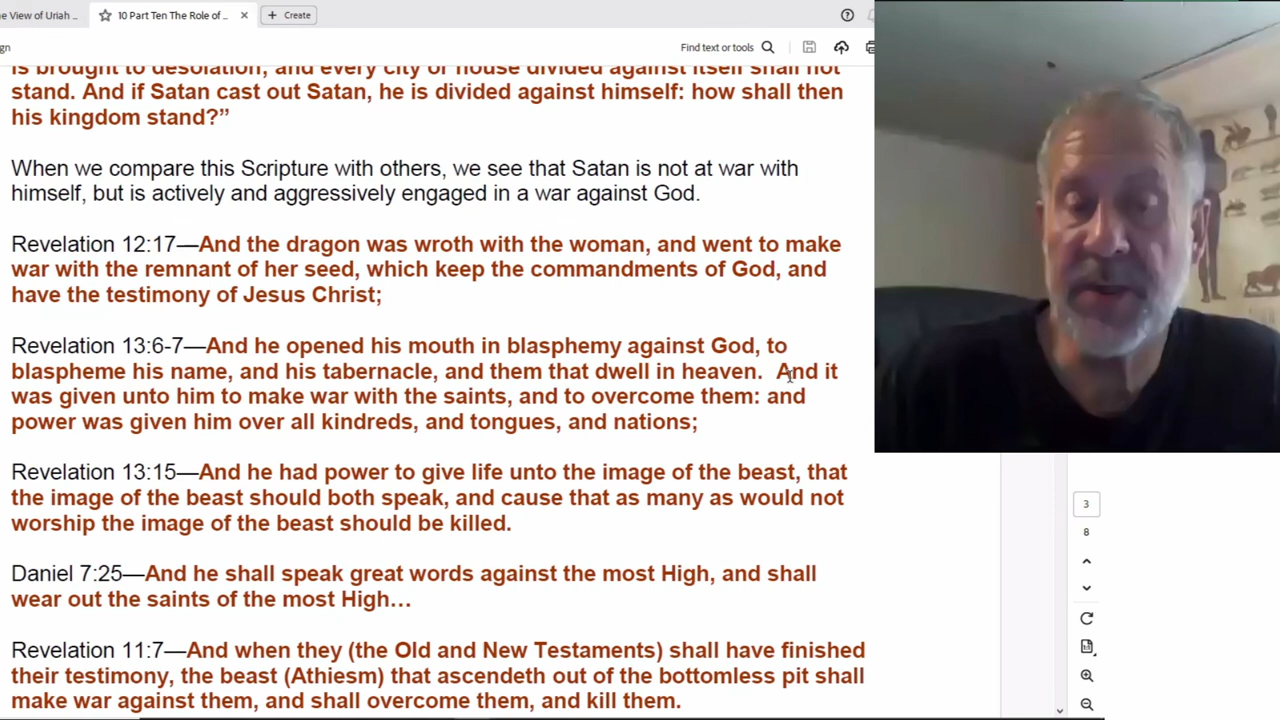 e View of Uriah ...
10 Part Ten The Role of ...
Create
gn
Find text or tools
is brought to desolation; and every city or house divided against itself shall not
stand. And if Satan cast out Satan, he is divided against himself: how shall then
his kingdom stand?”
When we compare this Scripture with others, we see that Satan is not at war with
himself, but is actively and aggressively engaged in a war against God.
Revelation 12:17—And the dragon was wroth with the woman, and went to make
war with the remnant of her seed, which keep the commandments of God, and
have the testimony of Jesus Christ;
Revelation 13:6-7—And he opened his mouth in blasphemy against God, to
blaspheme his name, and his tabernacle, and them that dwell in heaven. And it
was given unto him to make war with the saints, and to overcome them: and
power was given him over all kindreds, and tongues, and nations;
Revelation 13:15—And he had power to give life unto the image of the beast, that
the image of the beast should both speak, and cause that as many as would not
worship the image of the beast should be killed.
Daniel 7:25—And he shall speak great words against the most High, and shall
wear out the saints of the most High…
Revelation 11:7—And when they (the Old and New Testaments) shall have finished
their testimony, the beast (Athiesm) that ascendeth out of the bottomless pit shall
make war against them, and shall overcome them, and kill them.
3
8